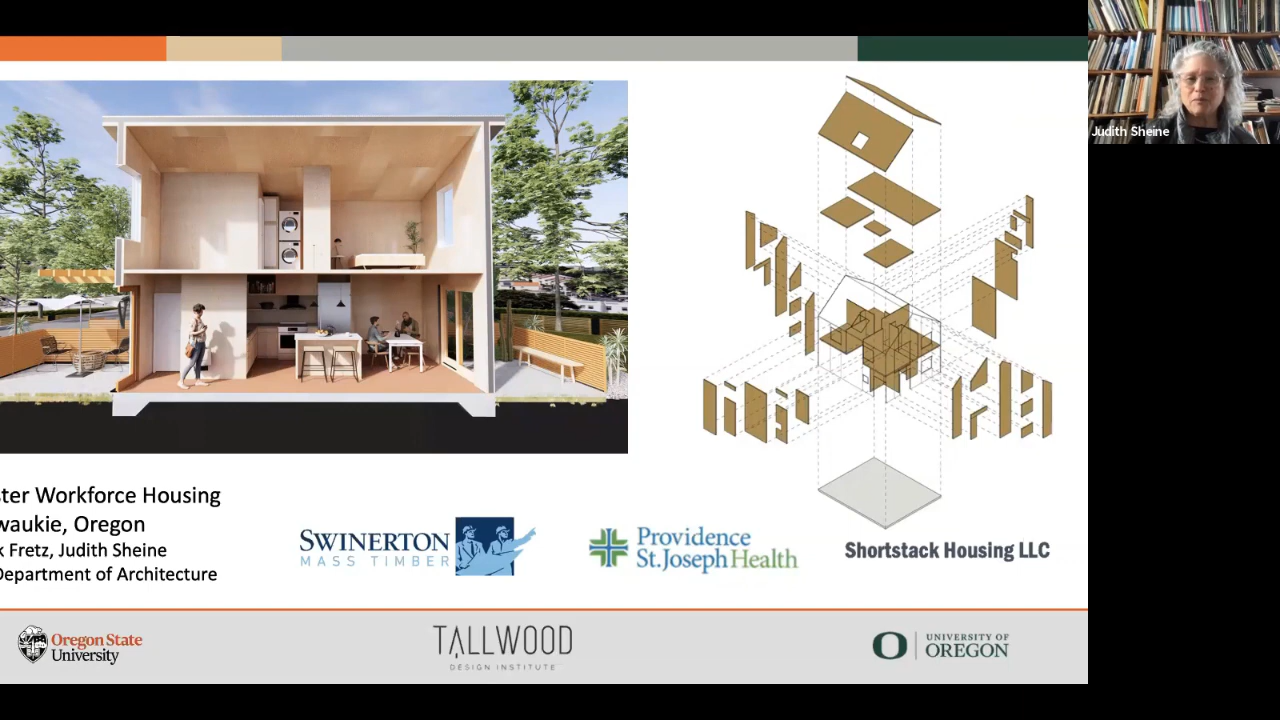 Judith Sheine
ter Workforce Housing
waukie, Oregon
k Fretz, Judith Sheine
Department of Architecture
SWINERTON
MASS TIMBER
Providence
St.Joseph Health
Shortstack Housing LLC
Oregon State
University
TALLWOOD
DESIGN INSTITUTE
O
UNIVERSITY OF
OREGON